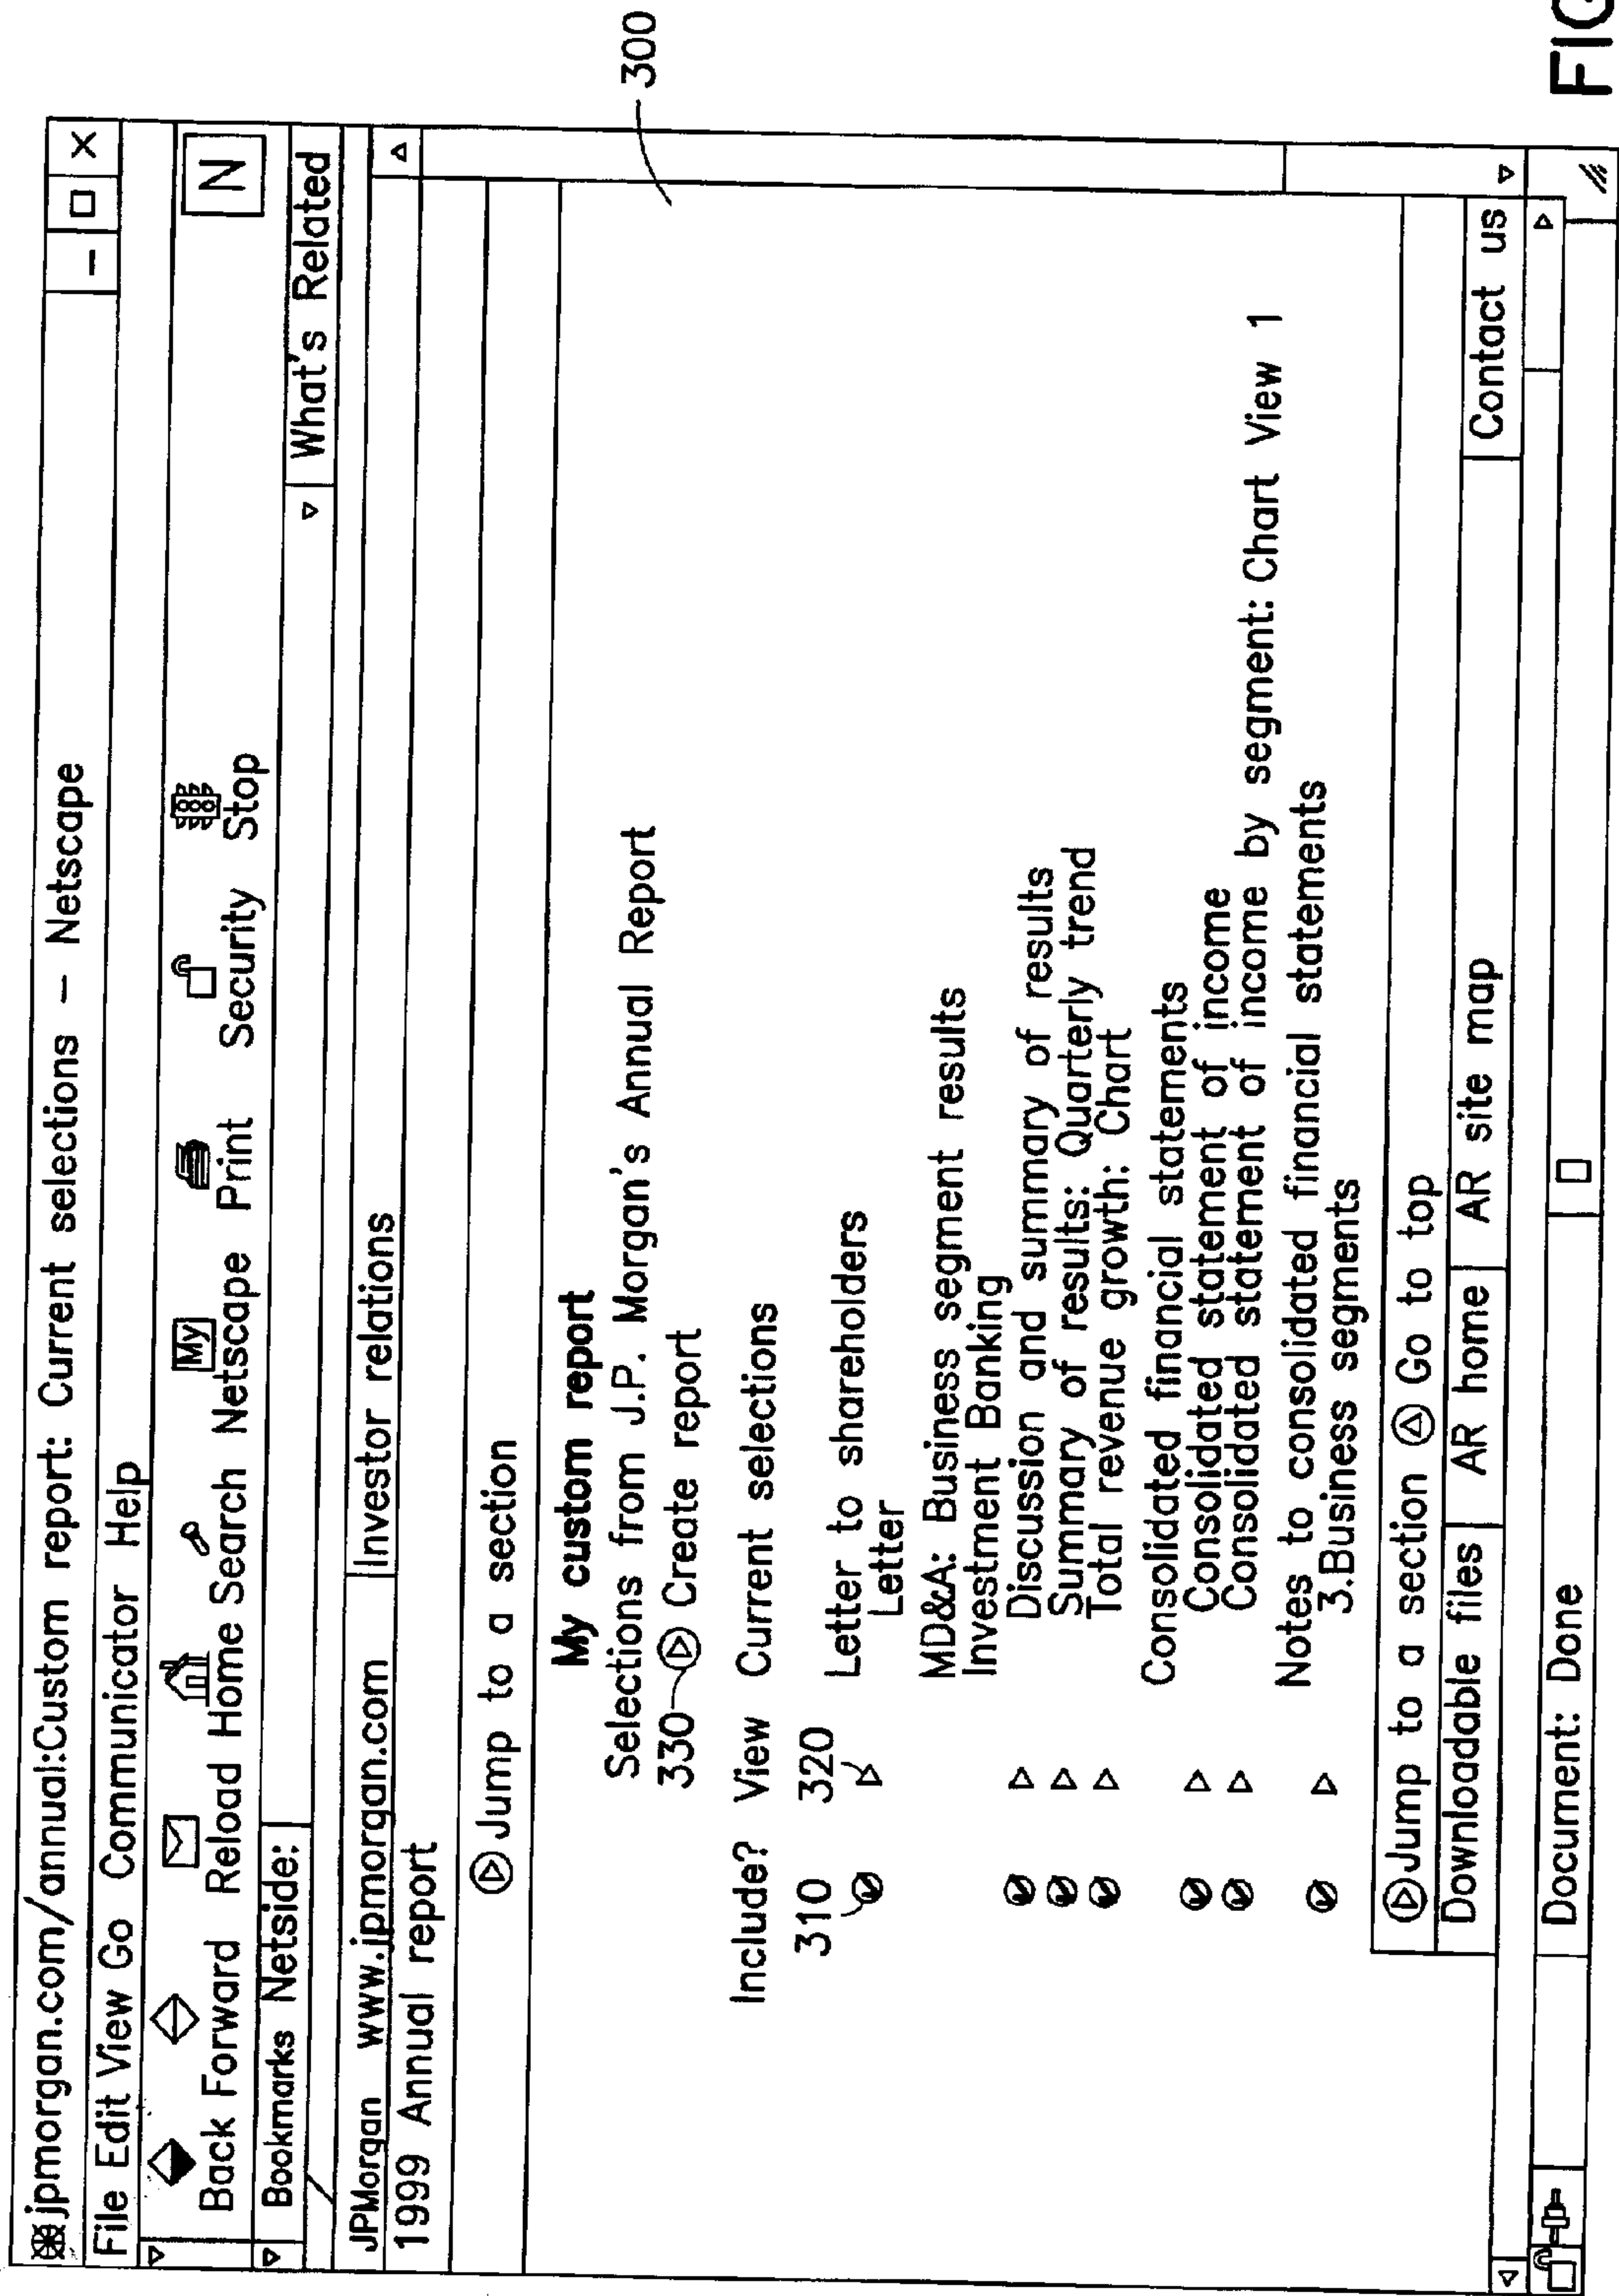 jpmorgan.com/annual:Custom report: Current selections — Netscape
File Edit View Go Communicator Help
N
My
Back Forward Reload Home Search Netscape Print Security Stop
Bookmarks Netside:
What's Related
JPMorgan www.jpmorgan.com Investor relations
1999 Annual report
Jump to a section
300
My custom report
Selections from J.P. Morgan's Annual Report
330 Create report
Include? View Current selections
310 320
Letter to shareholders
Letter
MD&A: Business segment results
Investment Banking
Discussion and summary of results
Summary of results: Quarterly trend
Total revenue growth: Chart
Consolidated financial statements
Consolidated statement of income
Consolidated statement of income by segment: Chart View 1
Notes to consolidated financial statements
3.Business segments
Jump to a section Go to top
Downloadable files AR home AR site map Contact us
Document: Done